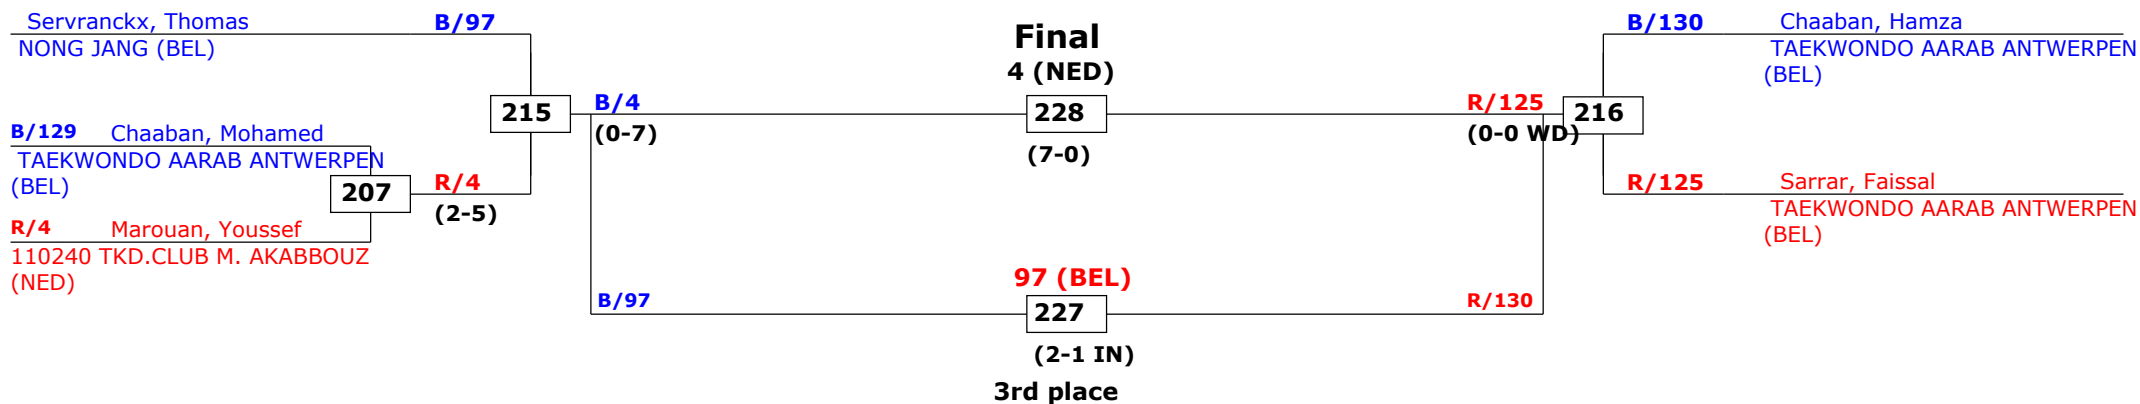 Servranckx, Thomas
B/97
NONG JANG (BEL)
Final
4 (NED)
B/130
Chaaban, Hamza
TAEKWONDO AARAB ANTWERPEN
(BEL)
215
B/4
(0-7)
228
(7-0)
R/125
(0-0 WD)
216
B/129
Chaaban, Mohamed
TAEKWONDO AARAB ANTWERPEN
(BEL)
207
R/4
(2-5)
R/125
Sarrar, Faissal
TAEKWONDO AARAB ANTWERPEN
(BEL)
R/4
Marouan, Youssef
110240 TKD.CLUB M. AKABBOUZ
(NED)
97 (BEL)
B/97
227
R/130
(2-1 IN)
3rd place